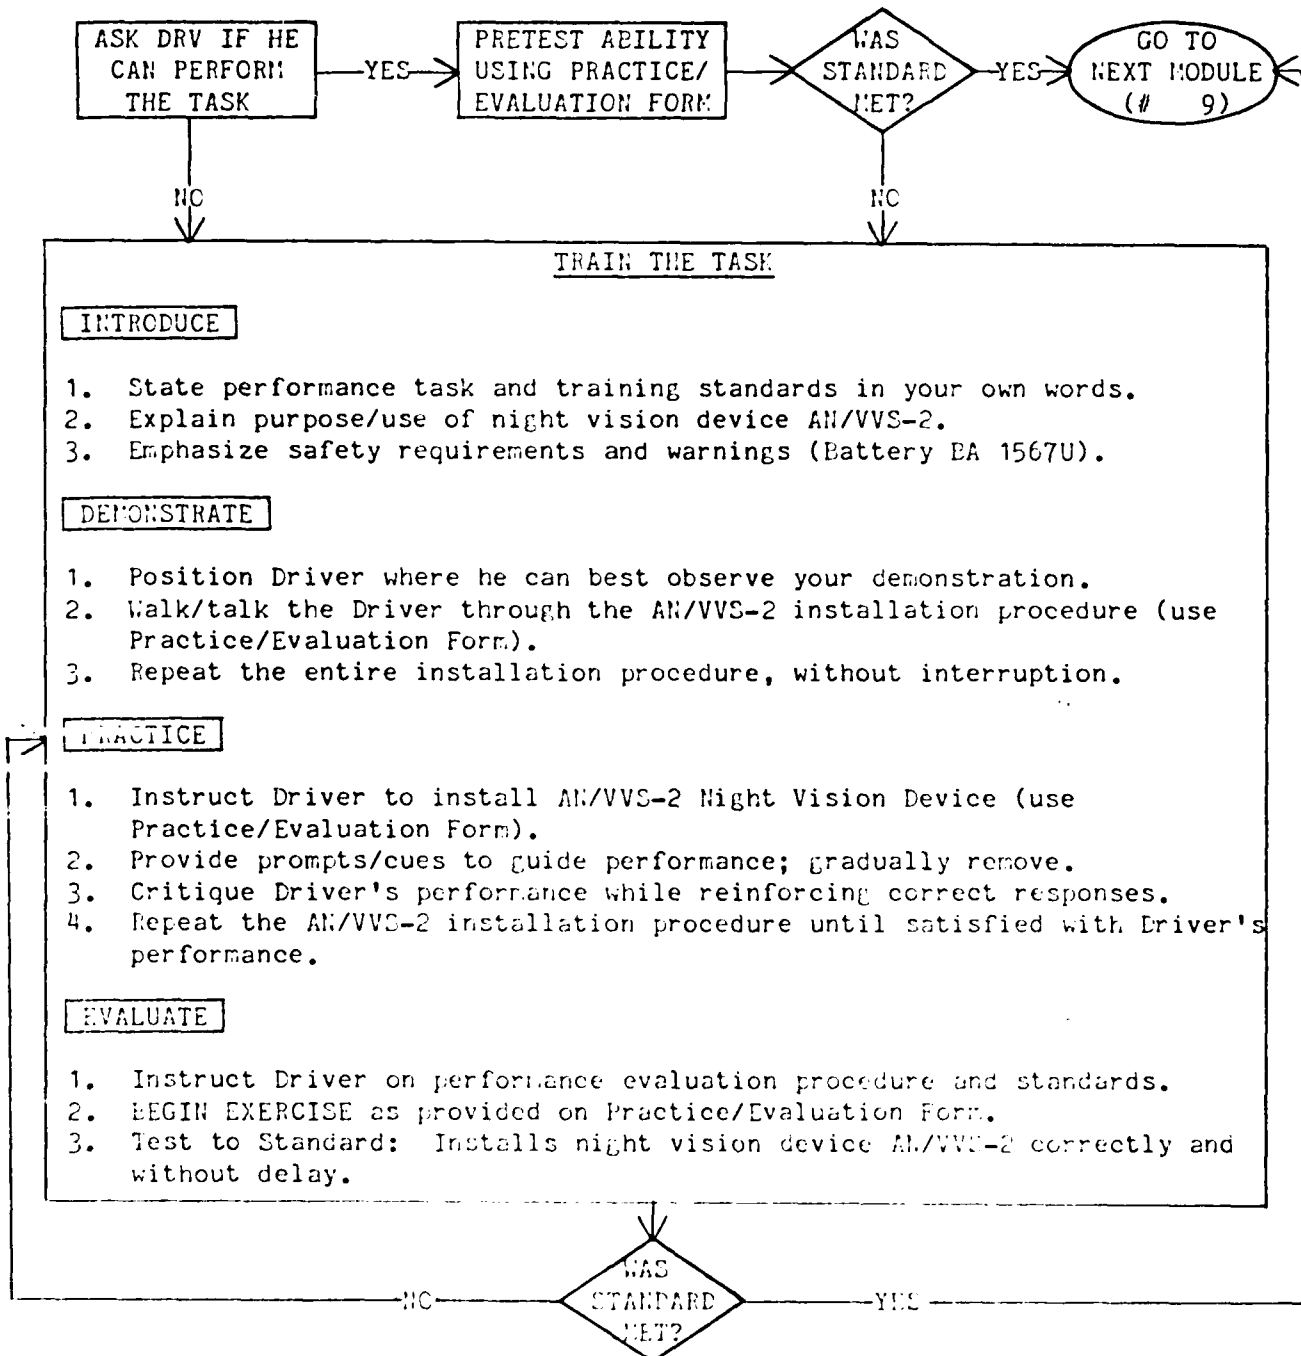 ASK DRV IF HE
CAN PERFORM
THE TASK
YES
PRETEST ABILITY
USING PRACTICE/
EVALUATION FORM
WAS
STANDARD
MET?
YES
GO TO
NEXT MODULE
(# 9)
NO
NO
TRAIN THE TASK
INTRODUCE
1. State performance task and training standards in your own words.
2. Explain purpose/use of night vision device AN/VVS-2.
3. Emphasize safety requirements and warnings (Battery BA 1567U).
DEMONSTRATE
1. Position Driver where he can best observe your demonstration.
2. Walk/talk the Driver through the AN/VVS-2 installation procedure (use
Practice/Evaluation Form).
3. Repeat the entire installation procedure, without interruption.
PRACTICE
1. Instruct Driver to install AN/VVS-2 Night Vision Device (use
Practice/Evaluation Form).
2. Provide prompts/cues to guide performance; gradually remove.
3. Critique Driver's performance while reinforcing correct responses.
4. Repeat the AN/VVS-2 installation procedure until satisfied with Driver's
performance.
EVALUATE
1. Instruct Driver on performance evaluation procedure and standards.
2. BEGIN EXERCISE as provided on Practice/Evaluation Form.
3. Test to Standard: Installs night vision device AN/VVS-2 correctly and
without delay.
NO
WAS
STANDARD
MET?
YES